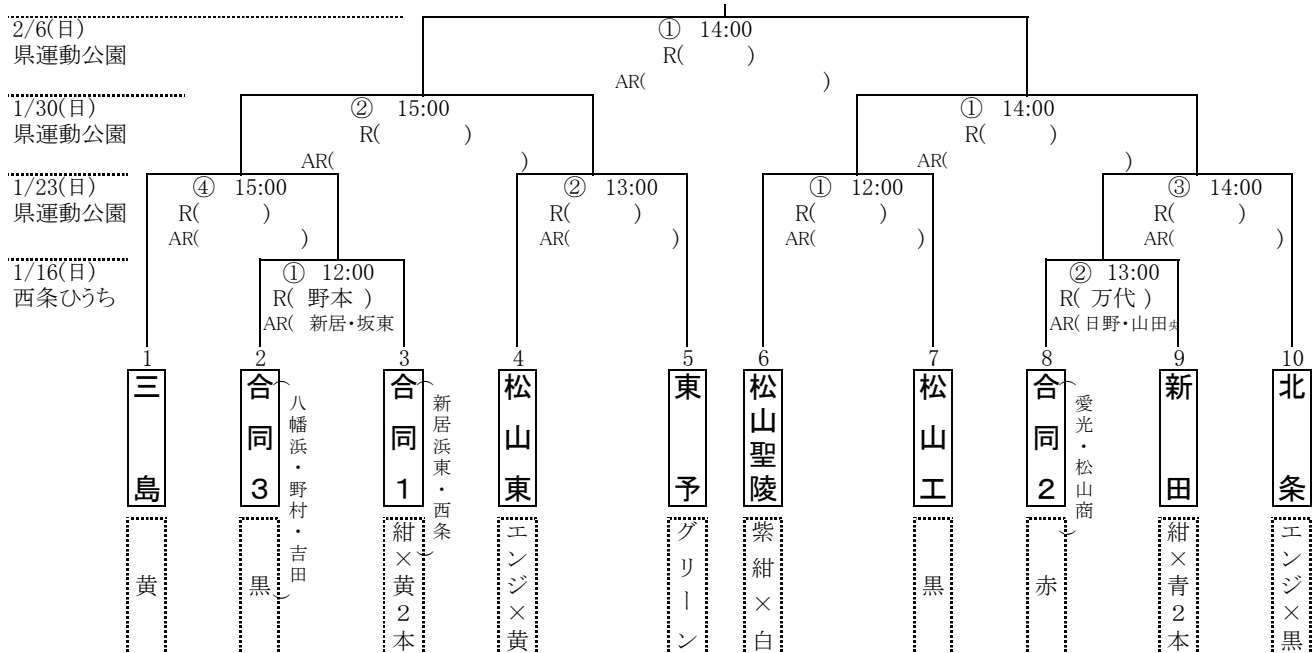 2/6(日)
県運動公園
① 14:00
R( )
AR( )
1/30(日)
県運動公園
② 15:00
R( )
AR( )
① 14:00
R( )
AR( )
1/23(日)
県運動公園
④ 15:00
R( )
AR( )
② 13:00
R( )
AR( )
① 12:00
R( )
AR( )
③ 14:00
R( )
AR( )
1/16(日)
西条ひうち
① 12:00
R( 野本 )
AR( 新居・坂東
② 13:00
R( 万代 )
AR( 日野・山田央
1
三島
黄
2
合同3
(八幡浜・野村・吉田)
黒
3
合同1
(新居浜東・西条)
紺×黄2本
4
松山東
エンジ×黄
5
東予
グリーン
6
松山聖陵
紫紺×白
7
松山工
黒
8
合同2
(愛光・松山商)
赤
9
新田
紺×青2本
10
北条
エンジ×黒